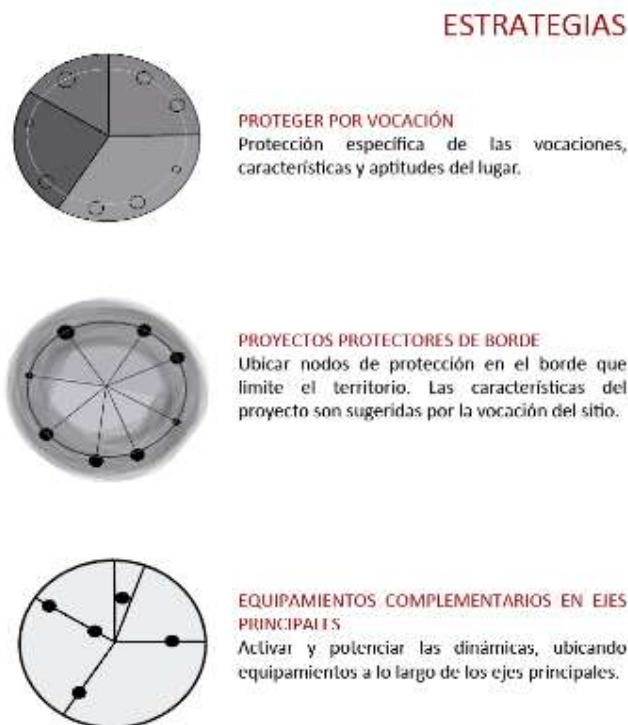 ESTRATEGIAS
PROTEGER POR VOCACIÓN
Protección específica de las vocaciones,
características y aptitudes del lugar.
PROYECTOS PROTECTORES DE BORDE
Ubicar nodos de protección en el borde que
limite el territorio. Las características del
proyecto son sugeridas por la vocación del sitio.
EQUIPAMIENTOS COMPLEMENTARIOS EN EJES
PRINCIPALES
Activar y potenciar las dinámicas, ubicando
equipamientos a lo largo de los ejes principales.